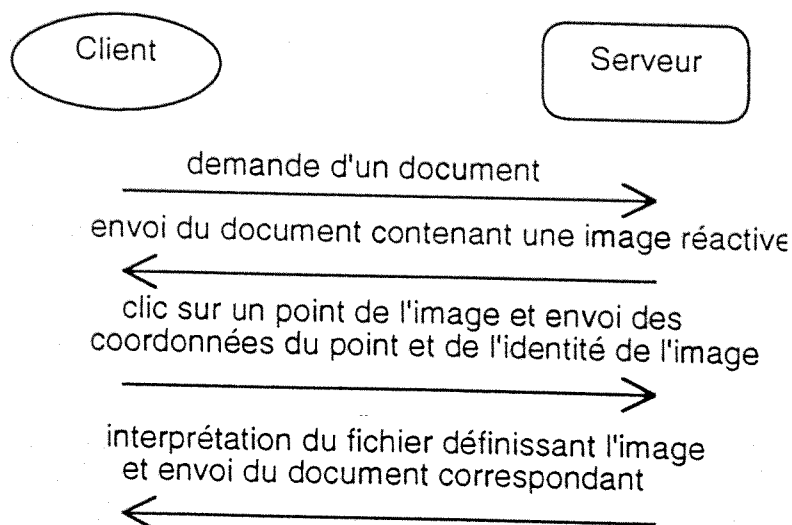 Client
Serveur
demande d'un document
envoi du document contenant une image réactive
clic sur un point de l'image et envoi des
coordonnées du point et de l'identité de l'image
interprétation du fichier définissant l'image
et envoi du document correspondant